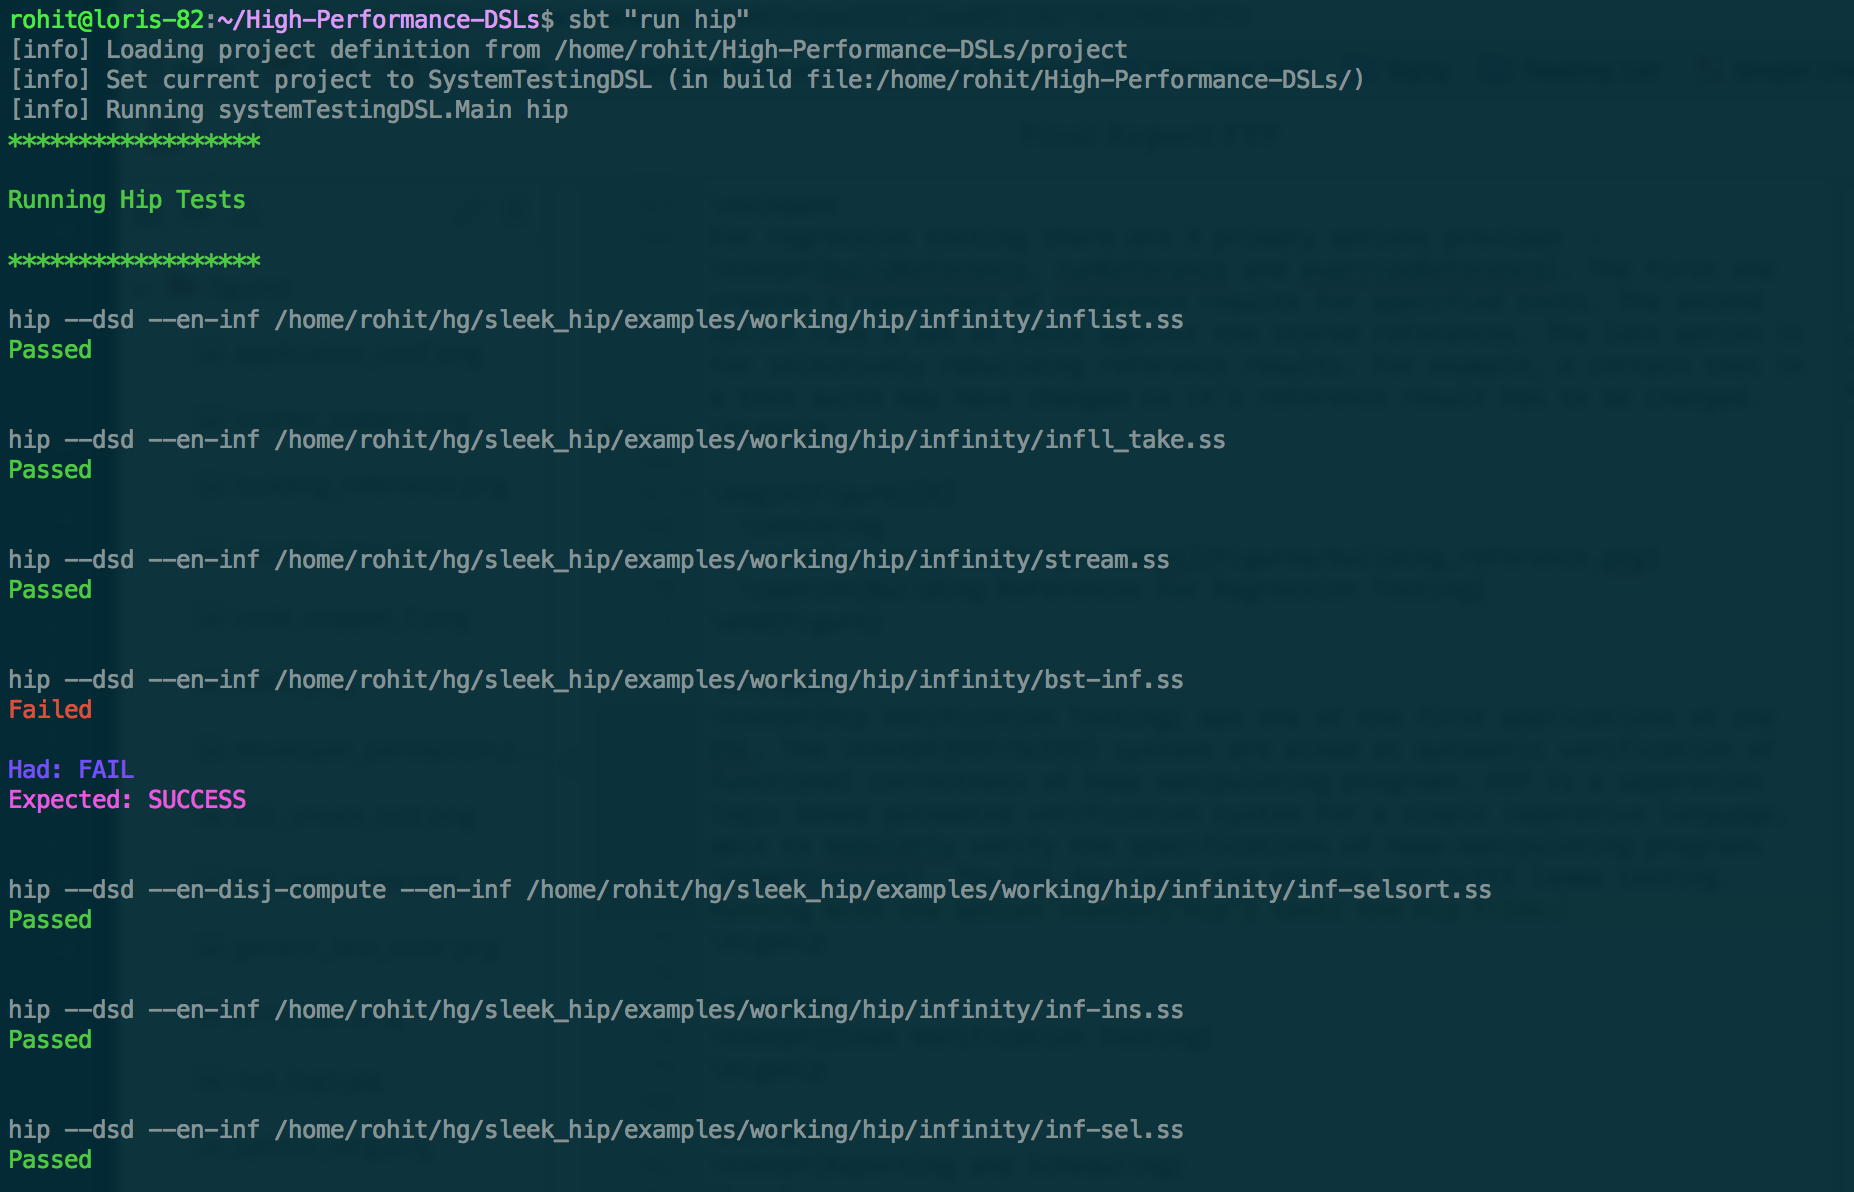 rohit@loris-82:~/High-Performance-DSLs$ sbt "run hip"
[info] Loading project definition from /home/rohit/High-Performance-DSLs/project
[info] Set current project to SystemTestingDSL (in build file:/home/rohit/High-Performance-DSLs/)
[info] Running systemTestingDSL.Main hip
******************
Running Hip Tests
******************
hip --dsd --en-inf /home/rohit/hg/sleek_hip/examples/working/hip/infinity/inflist.ss
Passed
hip --dsd --en-inf /home/rohit/hg/sleek_hip/examples/working/hip/infinity/infll_take.ss
Passed
hip --dsd --en-inf /home/rohit/hg/sleek_hip/examples/working/hip/infinity/stream.ss
Passed
hip --dsd --en-inf /home/rohit/hg/sleek_hip/examples/working/hip/infinity/bst-inf.ss
Failed
Had: FAIL
Expected: SUCCESS
hip --dsd --en-disj-compute --en-inf /home/rohit/hg/sleek_hip/examples/working/hip/infinity/inf-selsort.ss
Passed
hip --dsd --en-inf /home/rohit/hg/sleek_hip/examples/working/hip/infinity/inf-ins.ss
Passed
hip --dsd --en-inf /home/rohit/hg/sleek_hip/examples/working/hip/infinity/inf-sel.ss
Passed